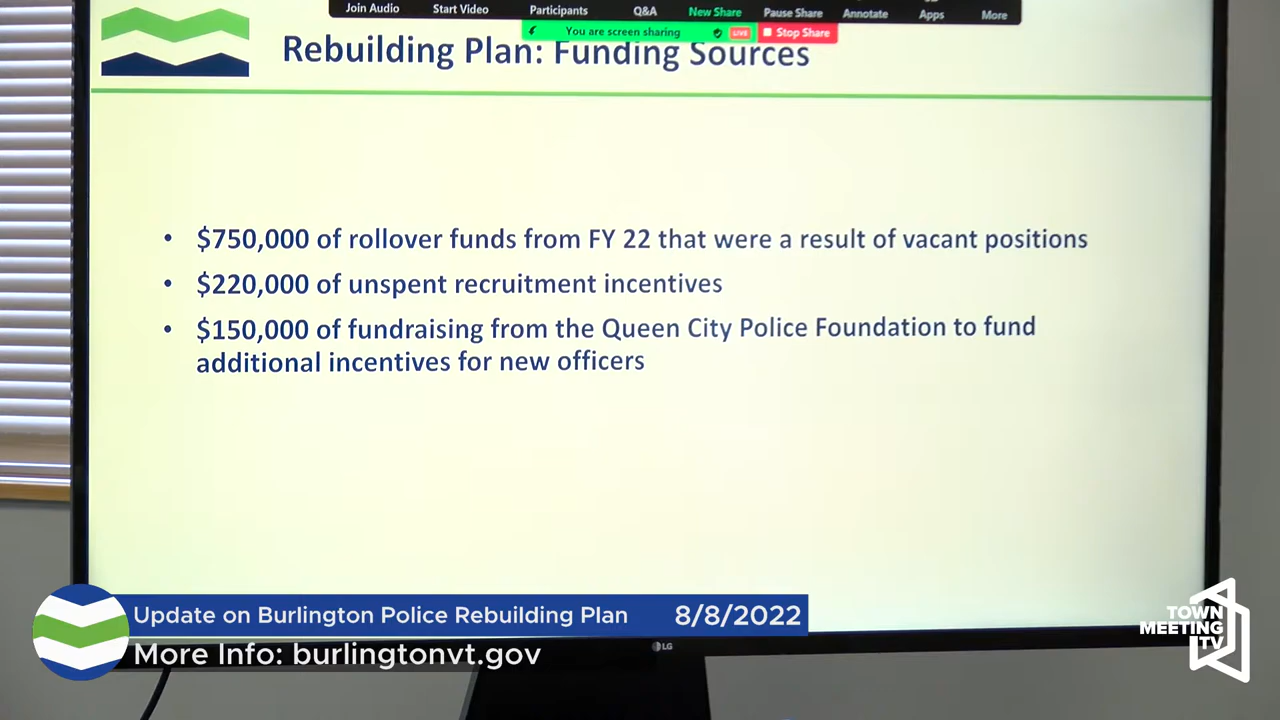 Join Audio Start Video Participants Q&A New Share Pause Share Annotate Apps More
You are screen sharing LIVE Stop Share
Rebuilding Plan: Funding Sources
• $750,000 of rollover funds from FY 22 that were a result of vacant positions
• $220,000 of unspent recruitment incentives
• $150,000 of fundraising from the Queen City Police Foundation to fund
additional incentives for new officers
Update on Burlington Police Rebuilding Plan 8/8/2022
More Info: burlingtonvt.gov
LG
TOWN
MEETING
TV